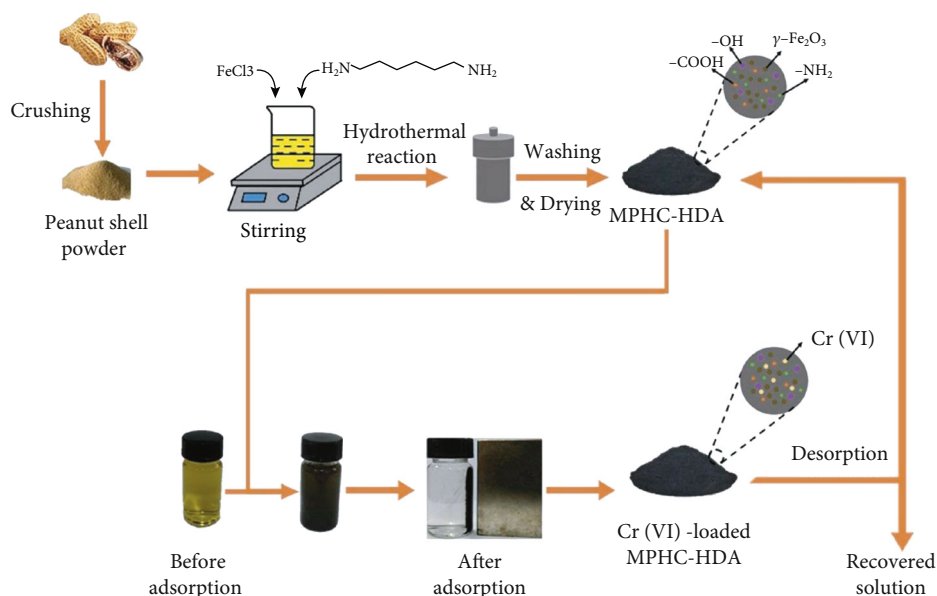 Crushing
Peanut shell
powder
FeCl3
H₂N
NH₂
Stirring
Hydrothermal
reaction
Washing
& Drying
–COOH
–OH
γ–Fe₂O₃
–NH₂
MPHC-HDA
Before
adsorption
After
adsorption
Cr (VI)
Cr (VI) -loaded
MPHC-HDA
Desorption
Recovered
solution